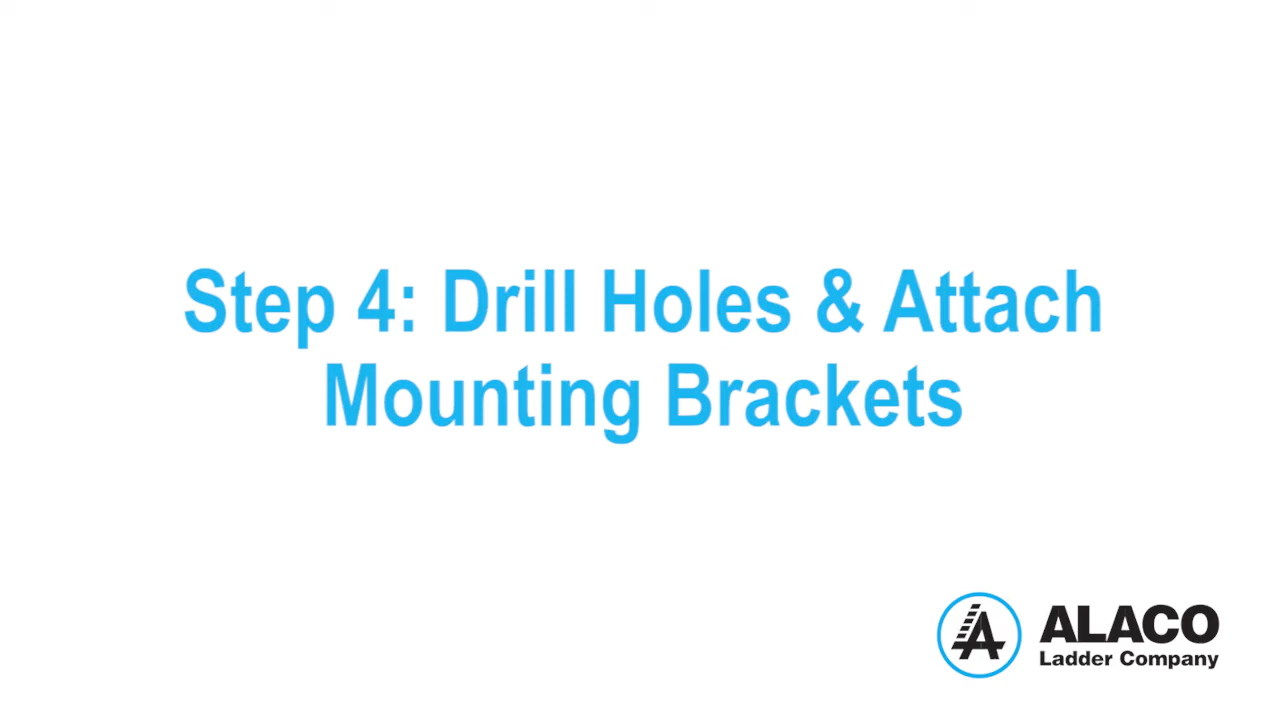 Step 4: Drill Holes & Attach
Mounting Brackets
ALACO
Ladder Company